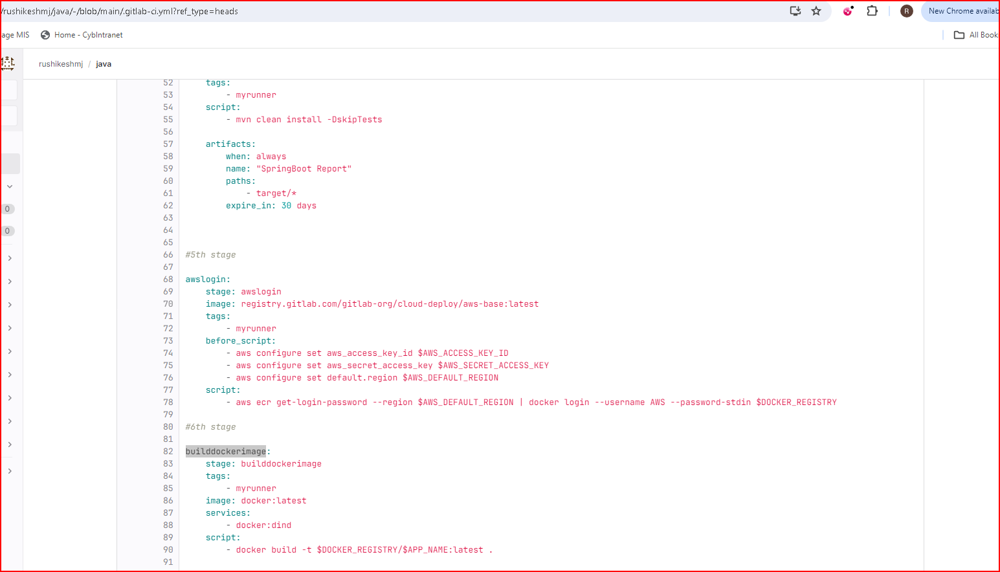 /rushikeshmj/java/-/blob/main/.gitlab-ci.yml?ref_type=heads
R
New Chrome availab
age MIS
Home - CybIntranet
All Book
rushikeshmj / java
52 tags:
53 - myrunner
54 script:
55 - mvn clean install -DskipTests
56
57 artifacts:
58 when: always
59 name: "SpringBoot Report"
60 paths:
61 - target/*
62 expire_in: 30 days
63
64
65
66 #5th stage
67
68 awslogin:
69 stage: awslogin
70 image: registry.gitlab.com/gitlab-org/cloud-deploy/aws-base:latest
71 tags:
72 - myrunner
73 before_script:
74 - aws configure set aws_access_key_id $AWS_ACCESS_KEY_ID
75 - aws configure set aws_secret_access_key $AWS_SECRET_ACCESS_KEY
76 - aws configure set default.region $AWS_DEFAULT_REGION
77 script:
78 - aws ecr get-login-password --region $AWS_DEFAULT_REGION | docker login --username AWS --password-stdin $DOCKER_REGISTRY
79
80 #6th stage
81
82 builddockerimage:
83 stage: builddockerimage
84 tags:
85 - myrunner
86 image: docker:latest
87 services:
88 - docker:dind
89 script:
90 - docker build -t $DOCKER_REGISTRY/$APP_NAME:latest .
91
0
0